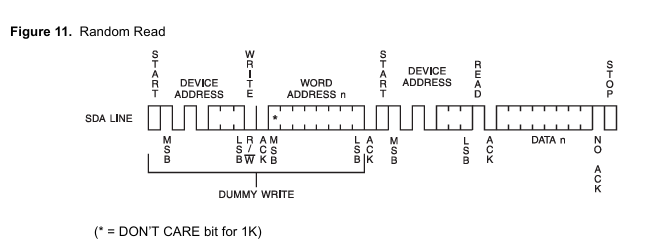 Figure 11. Random Read
START
DEVICE
ADDRESS
WRITE
WORD
ADDRESS n
START
DEVICE
ADDRESS
READ
STOP
SDA LINE
*
MSB
LSB
R/W
ACK
MSB
LSB
ACK
MSB
LSB
ACK
DATA n
NO ACK
DUMMY WRITE
(* = DON'T CARE bit for 1K)